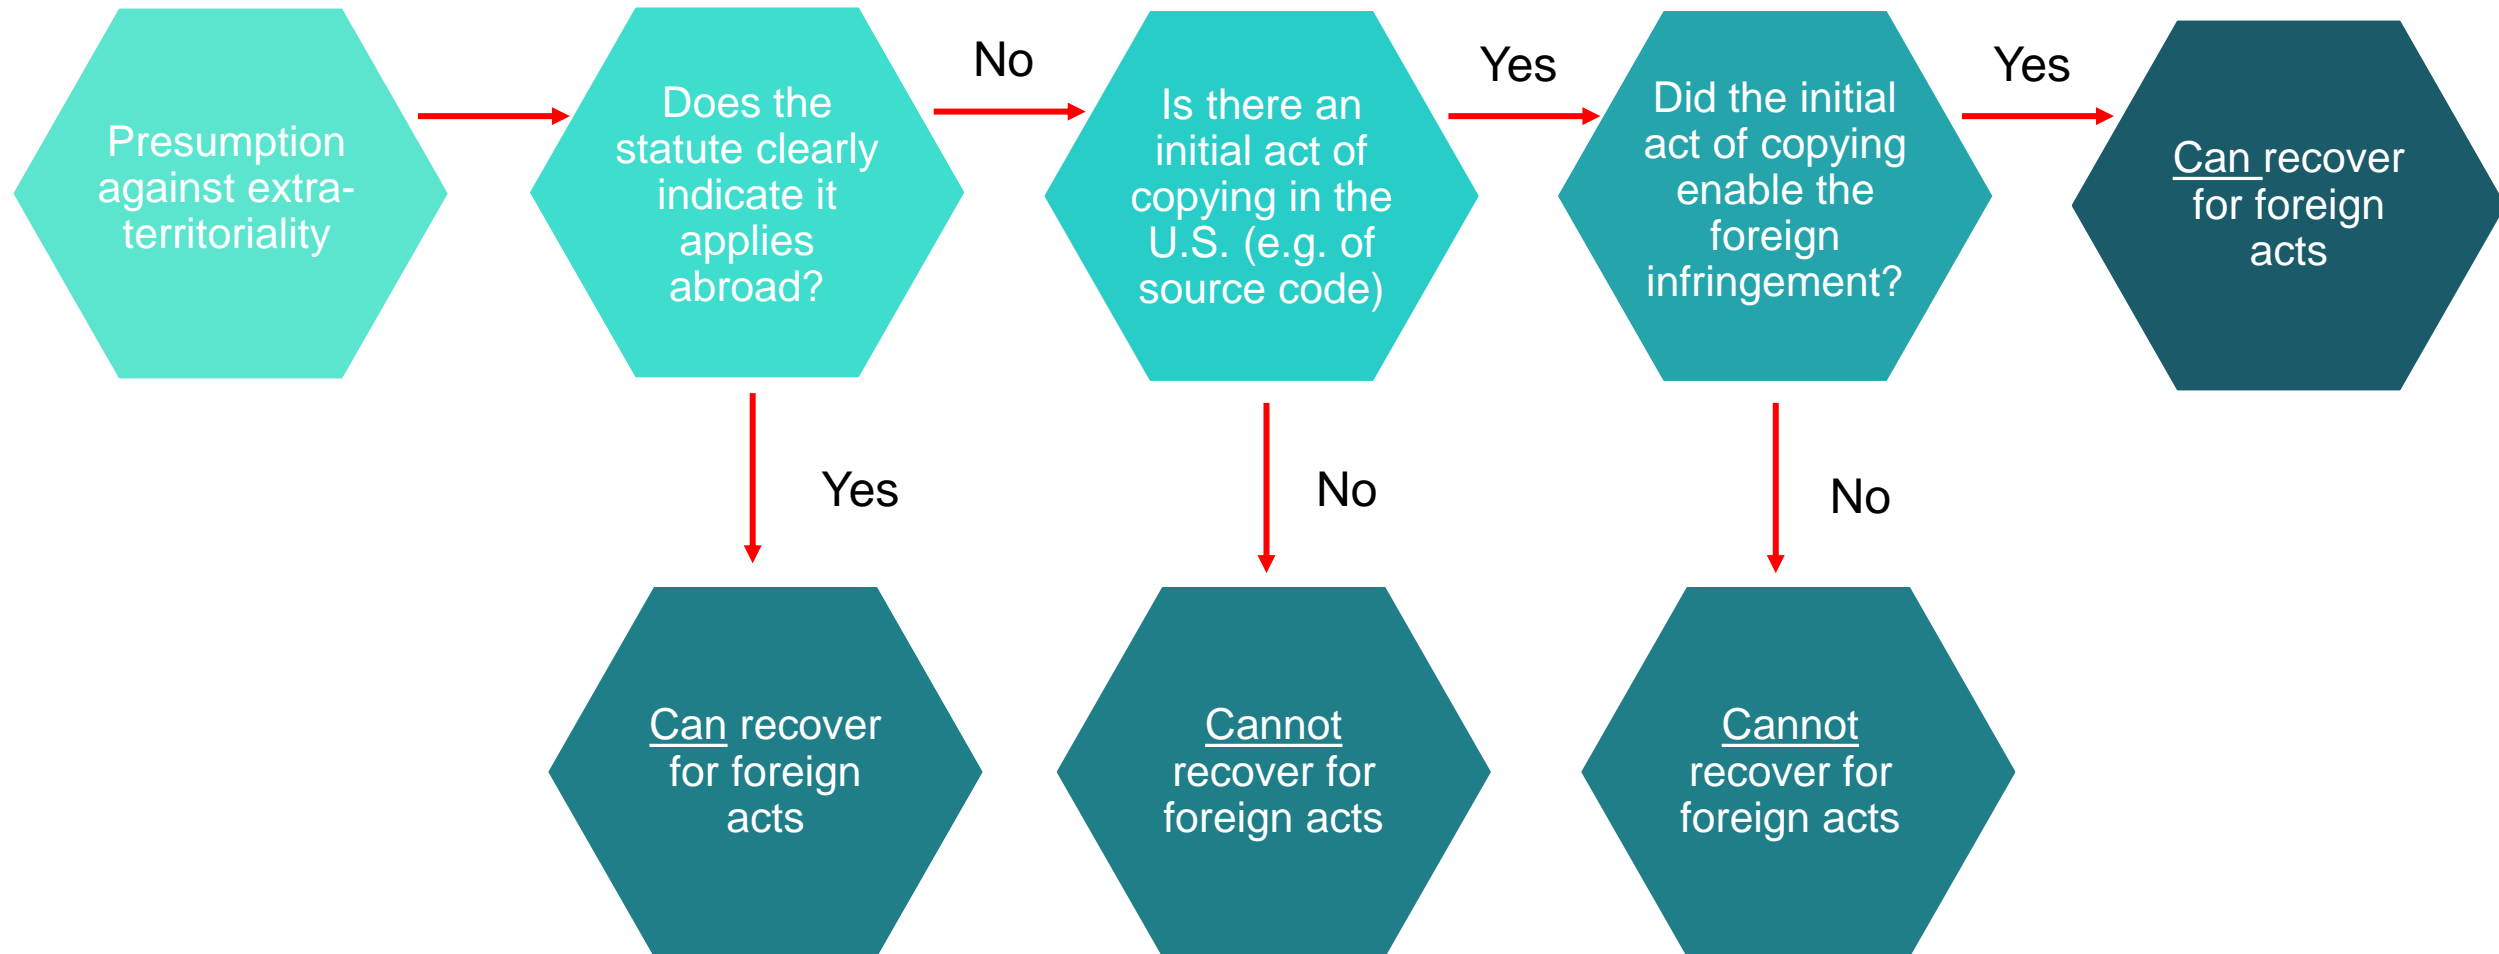 Presumption
against extra-
territoriality
Does the
statute clearly
indicate it
applies
abroad?
No
Is there an
initial act of
copying in the
U.S. (e.g. of
source code)
Yes
Did the initial
act of copying
enable the
foreign
infringement?
Yes
Can recover
for foreign
acts
Yes
No
No
Can recover
for foreign
acts
Cannot
recover for
foreign acts
Cannot
recover for
foreign acts